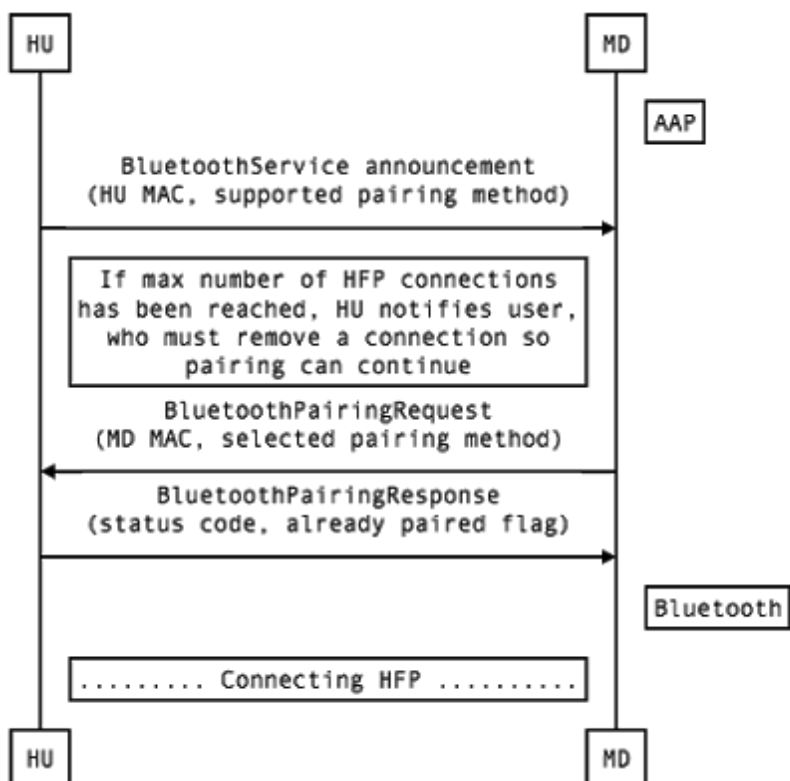 HU
MD
AAP
BluetoothService announcement
(HU MAC, supported pairing method)
If max number of HFP connections
has been reached, HU notifies user,
who must remove a connection so
pairing can continue
BluetoothPairingRequest
(MD MAC, selected pairing method)
BluetoothPairingResponse
(status code, already paired flag)
Bluetooth
......... Connecting HFP ..........
HU
MD